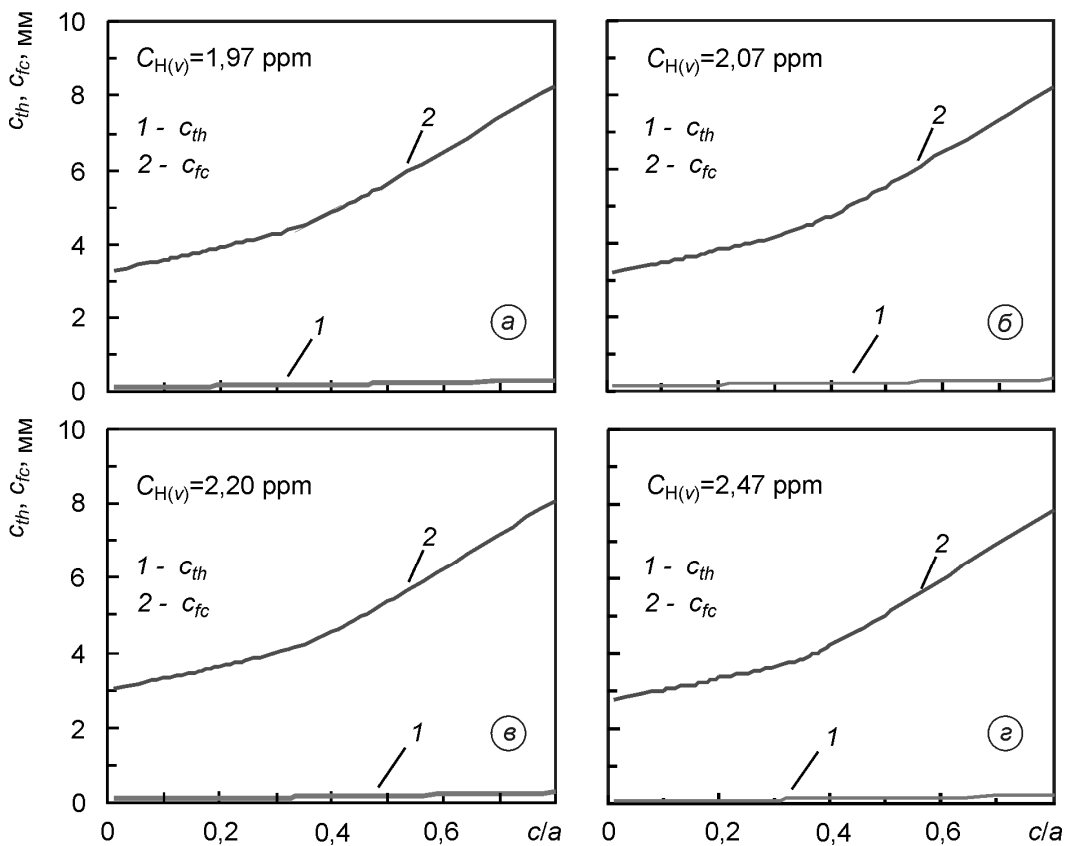 c_th, c_fc, мм
10
8
6
4
2
0
C_H(v)=1,97 ppm
1 - c_th
2 - c_fc
2
1
а
C_H(v)=2,07 ppm
1 - c_th
2 - c_fc
2
1
б
c_th, c_fc, мм
10
8
6
4
2
0
C_H(v)=2,20 ppm
1 - c_th
2 - c_fc
2
1
в
C_H(v)=2,47 ppm
1 - c_th
2 - c_fc
2
1
г
0 0,2 0,4 0,6 c/a
0 0,2 0,4 0,6 c/a